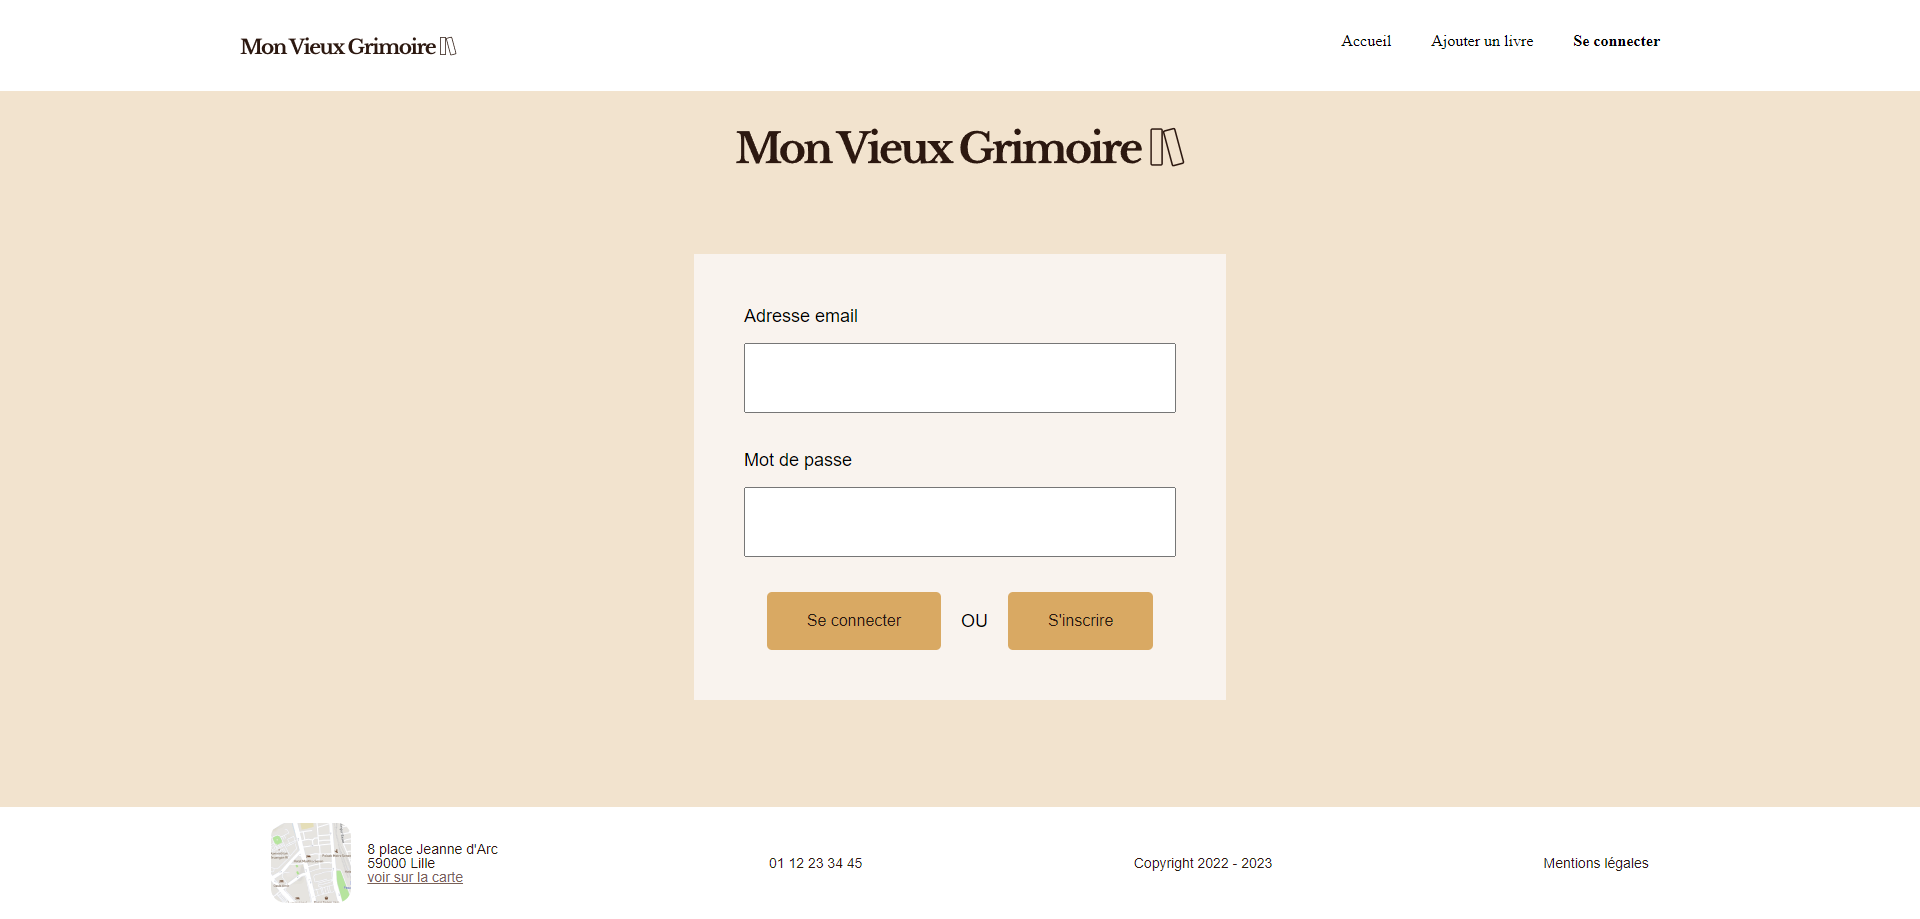 Mon Vieux Grimoire
Accueil
Ajouter un livre
Se connecter
Mon Vieux Grimoire
Adresse email
Mot de passe
Se connecter
OU
S'inscrire
8 place Jeanne d'Arc
59000 Lille
voir sur la carte
01 12 23 34 45
Copyright 2022 - 2023
Mentions légales